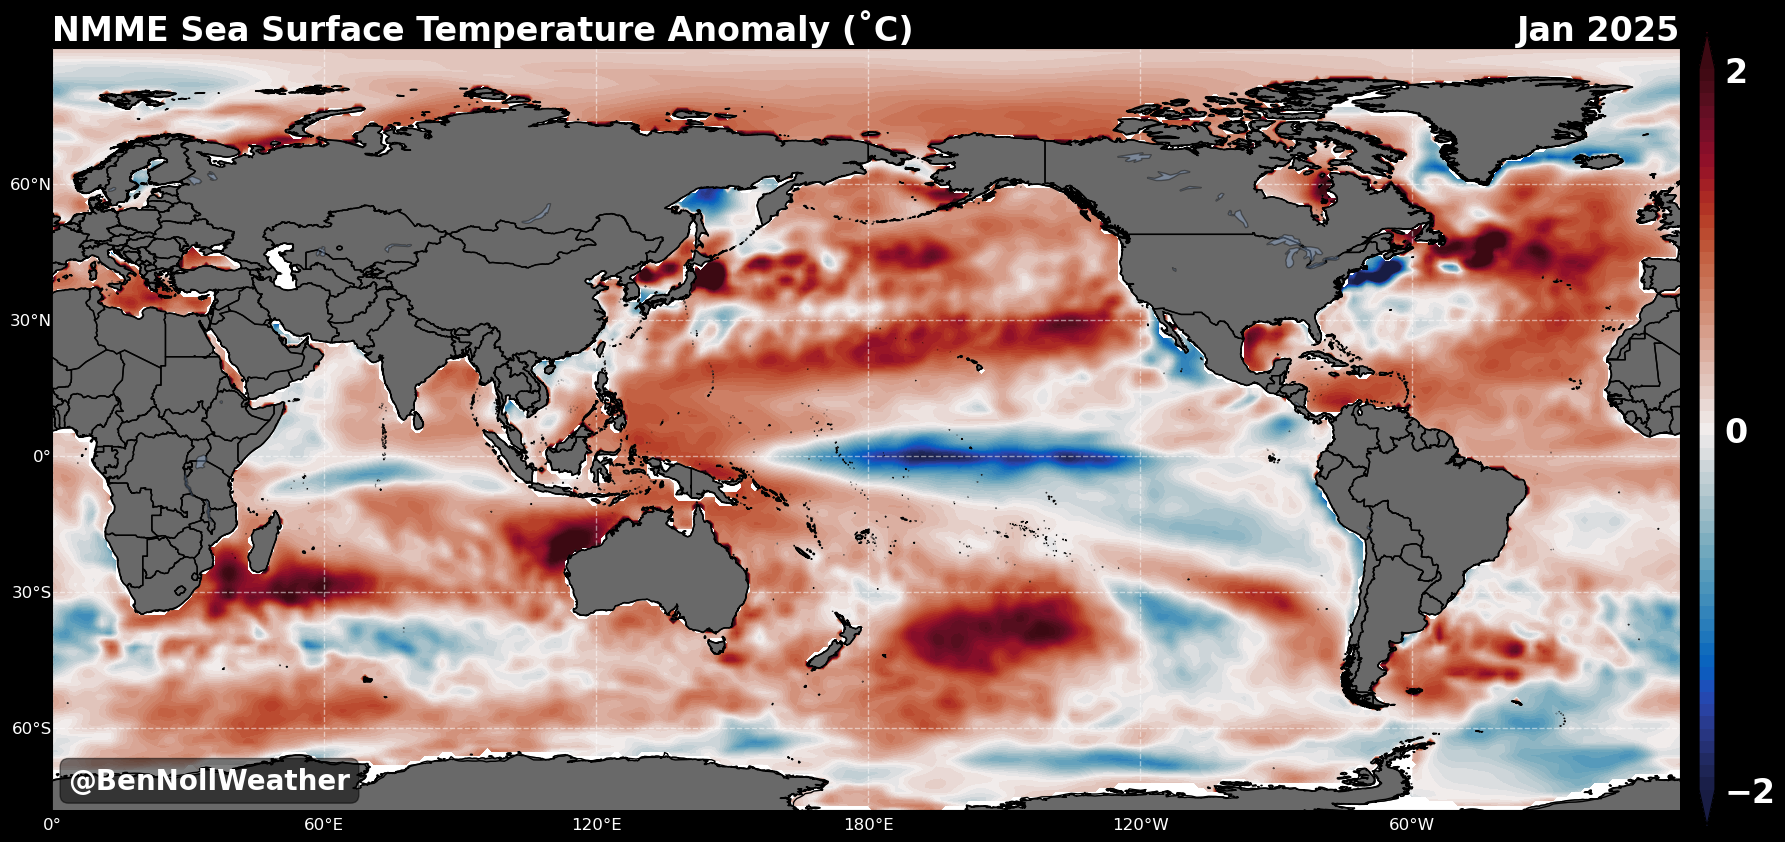 NMME Sea Surface Temperature Anomaly (˚C)
Jan 2025
2
0
−2
60°N
30°N
0°
30°S
60°S
@BenNollWeather
0°
60°E
120°E
180°E
120°W
60°W